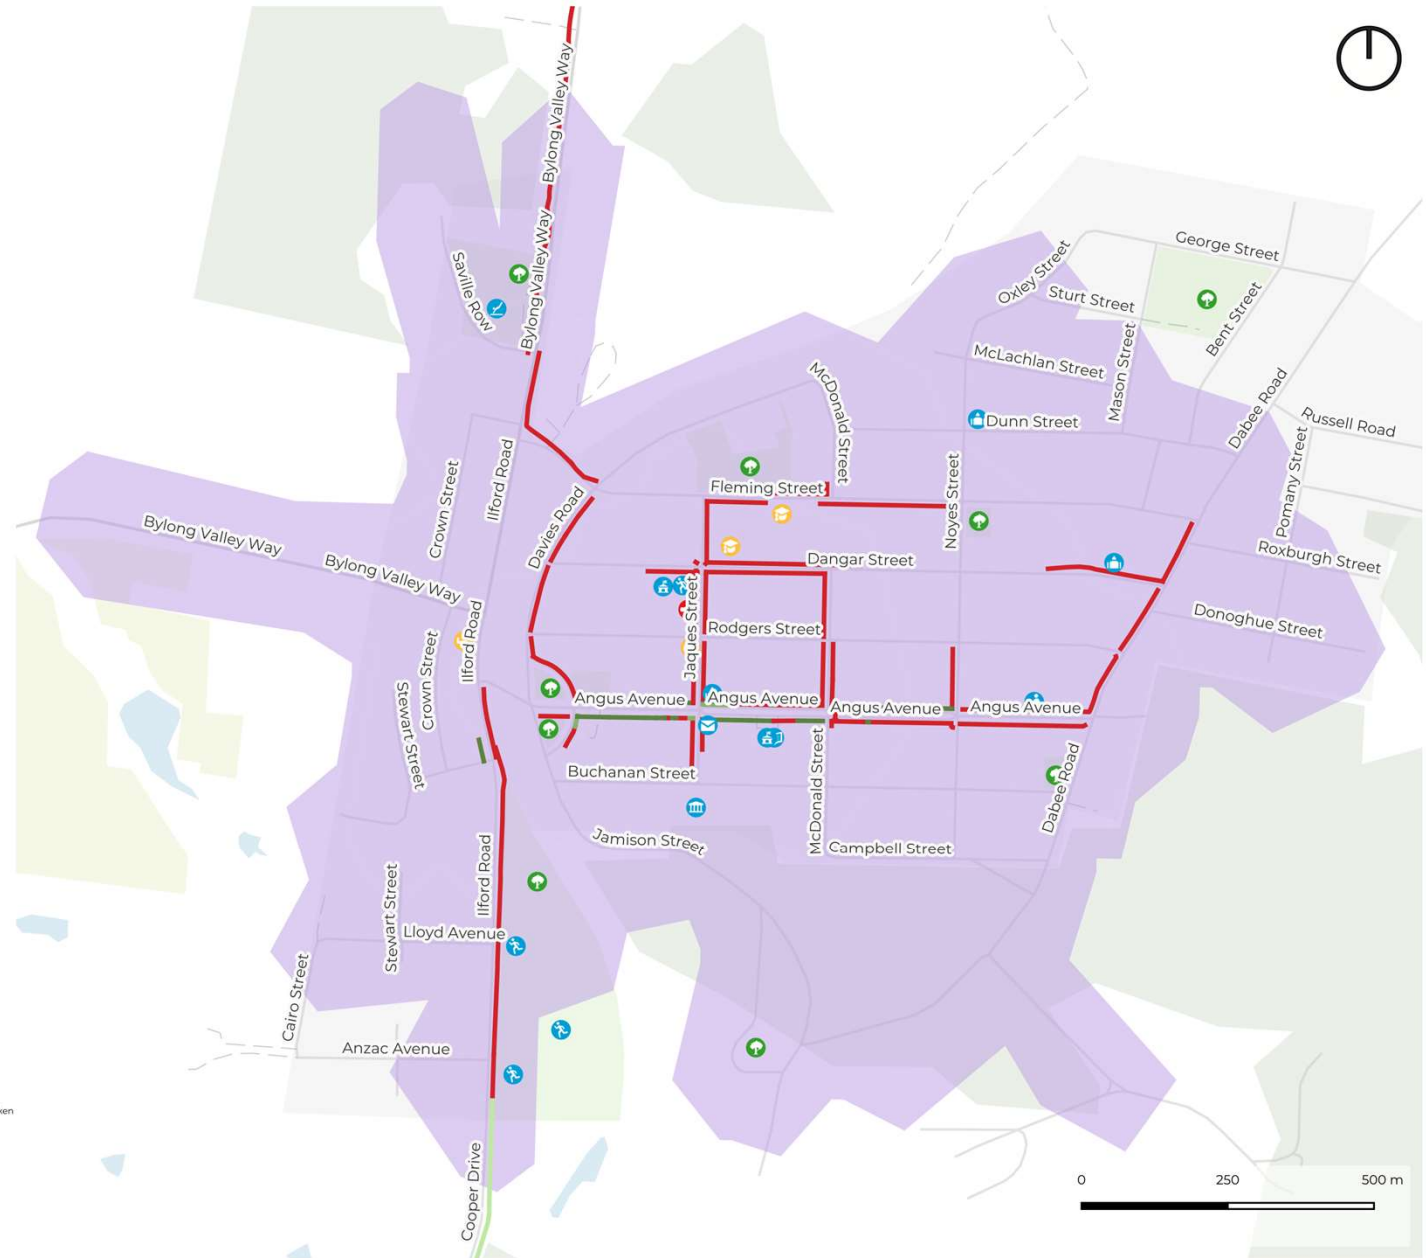 Bylong Valley Way
Bylong Valley Way
Bylong Valley Way
Saville Row
George Street
Oxley Street
Sturt Street
Bent Street
McLachlan Street
Mason Street
McDonald Street
Dunn Street
Dabee Road
Russell Road
Ilford Road
Crown Street
Fleming Street
Noyes Street
Pomany Street
Davies Road
Bylong Valley Way
Bylong Valley Way
Dangar Street
Roxburgh Street
Jaques Street
Rodgers Street
Donoghue Street
Ilford Road
Crown Street
Stewart Street
Angus Avenue
Angus Avenue
Angus Avenue
Angus Avenue
Buchanan Street
McDonald Street
Dabee Road
Jamison Street
Campbell Street
Ilford Road
Stewart Street
Lloyd Avenue
Cairo Street
Anzac Avenue
Cooper Drive
0 250 500 m